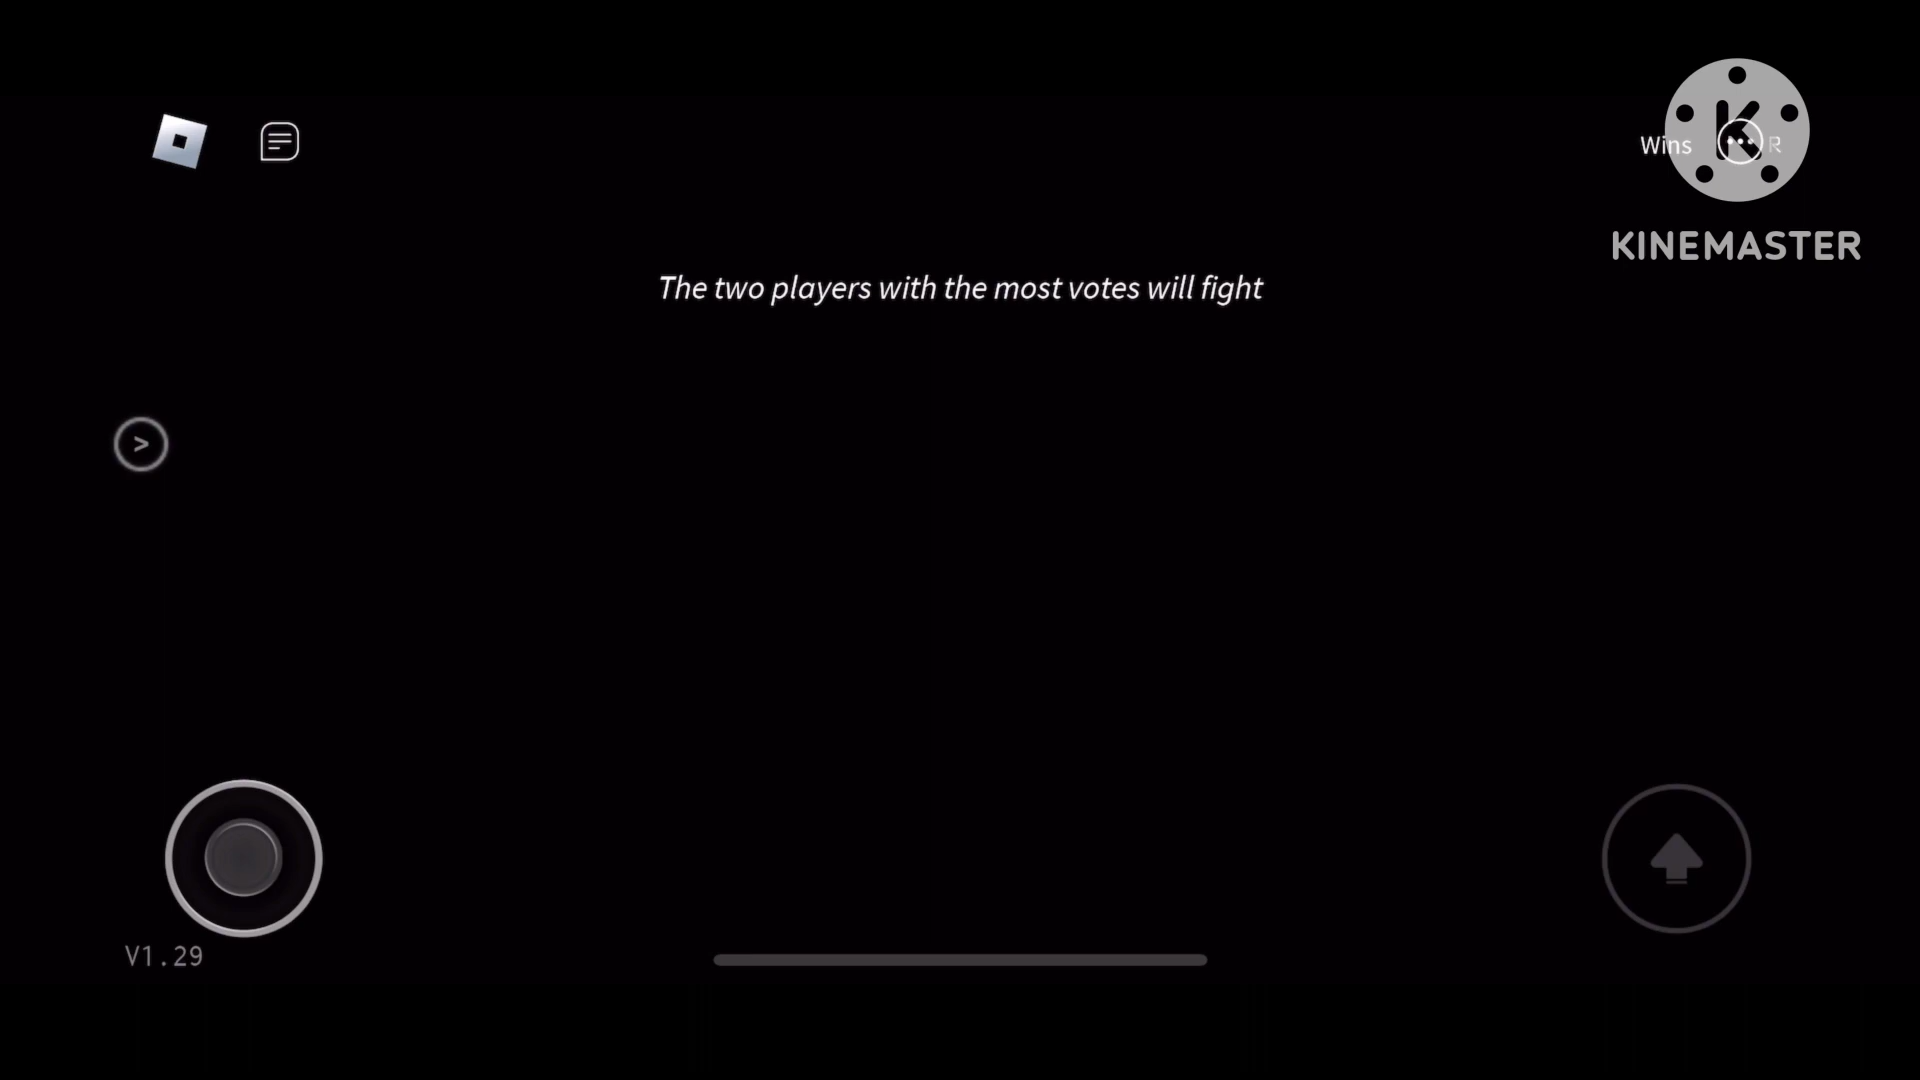 Wins
KINEMASTER
The two players with the most votes will fight
>
V1.29